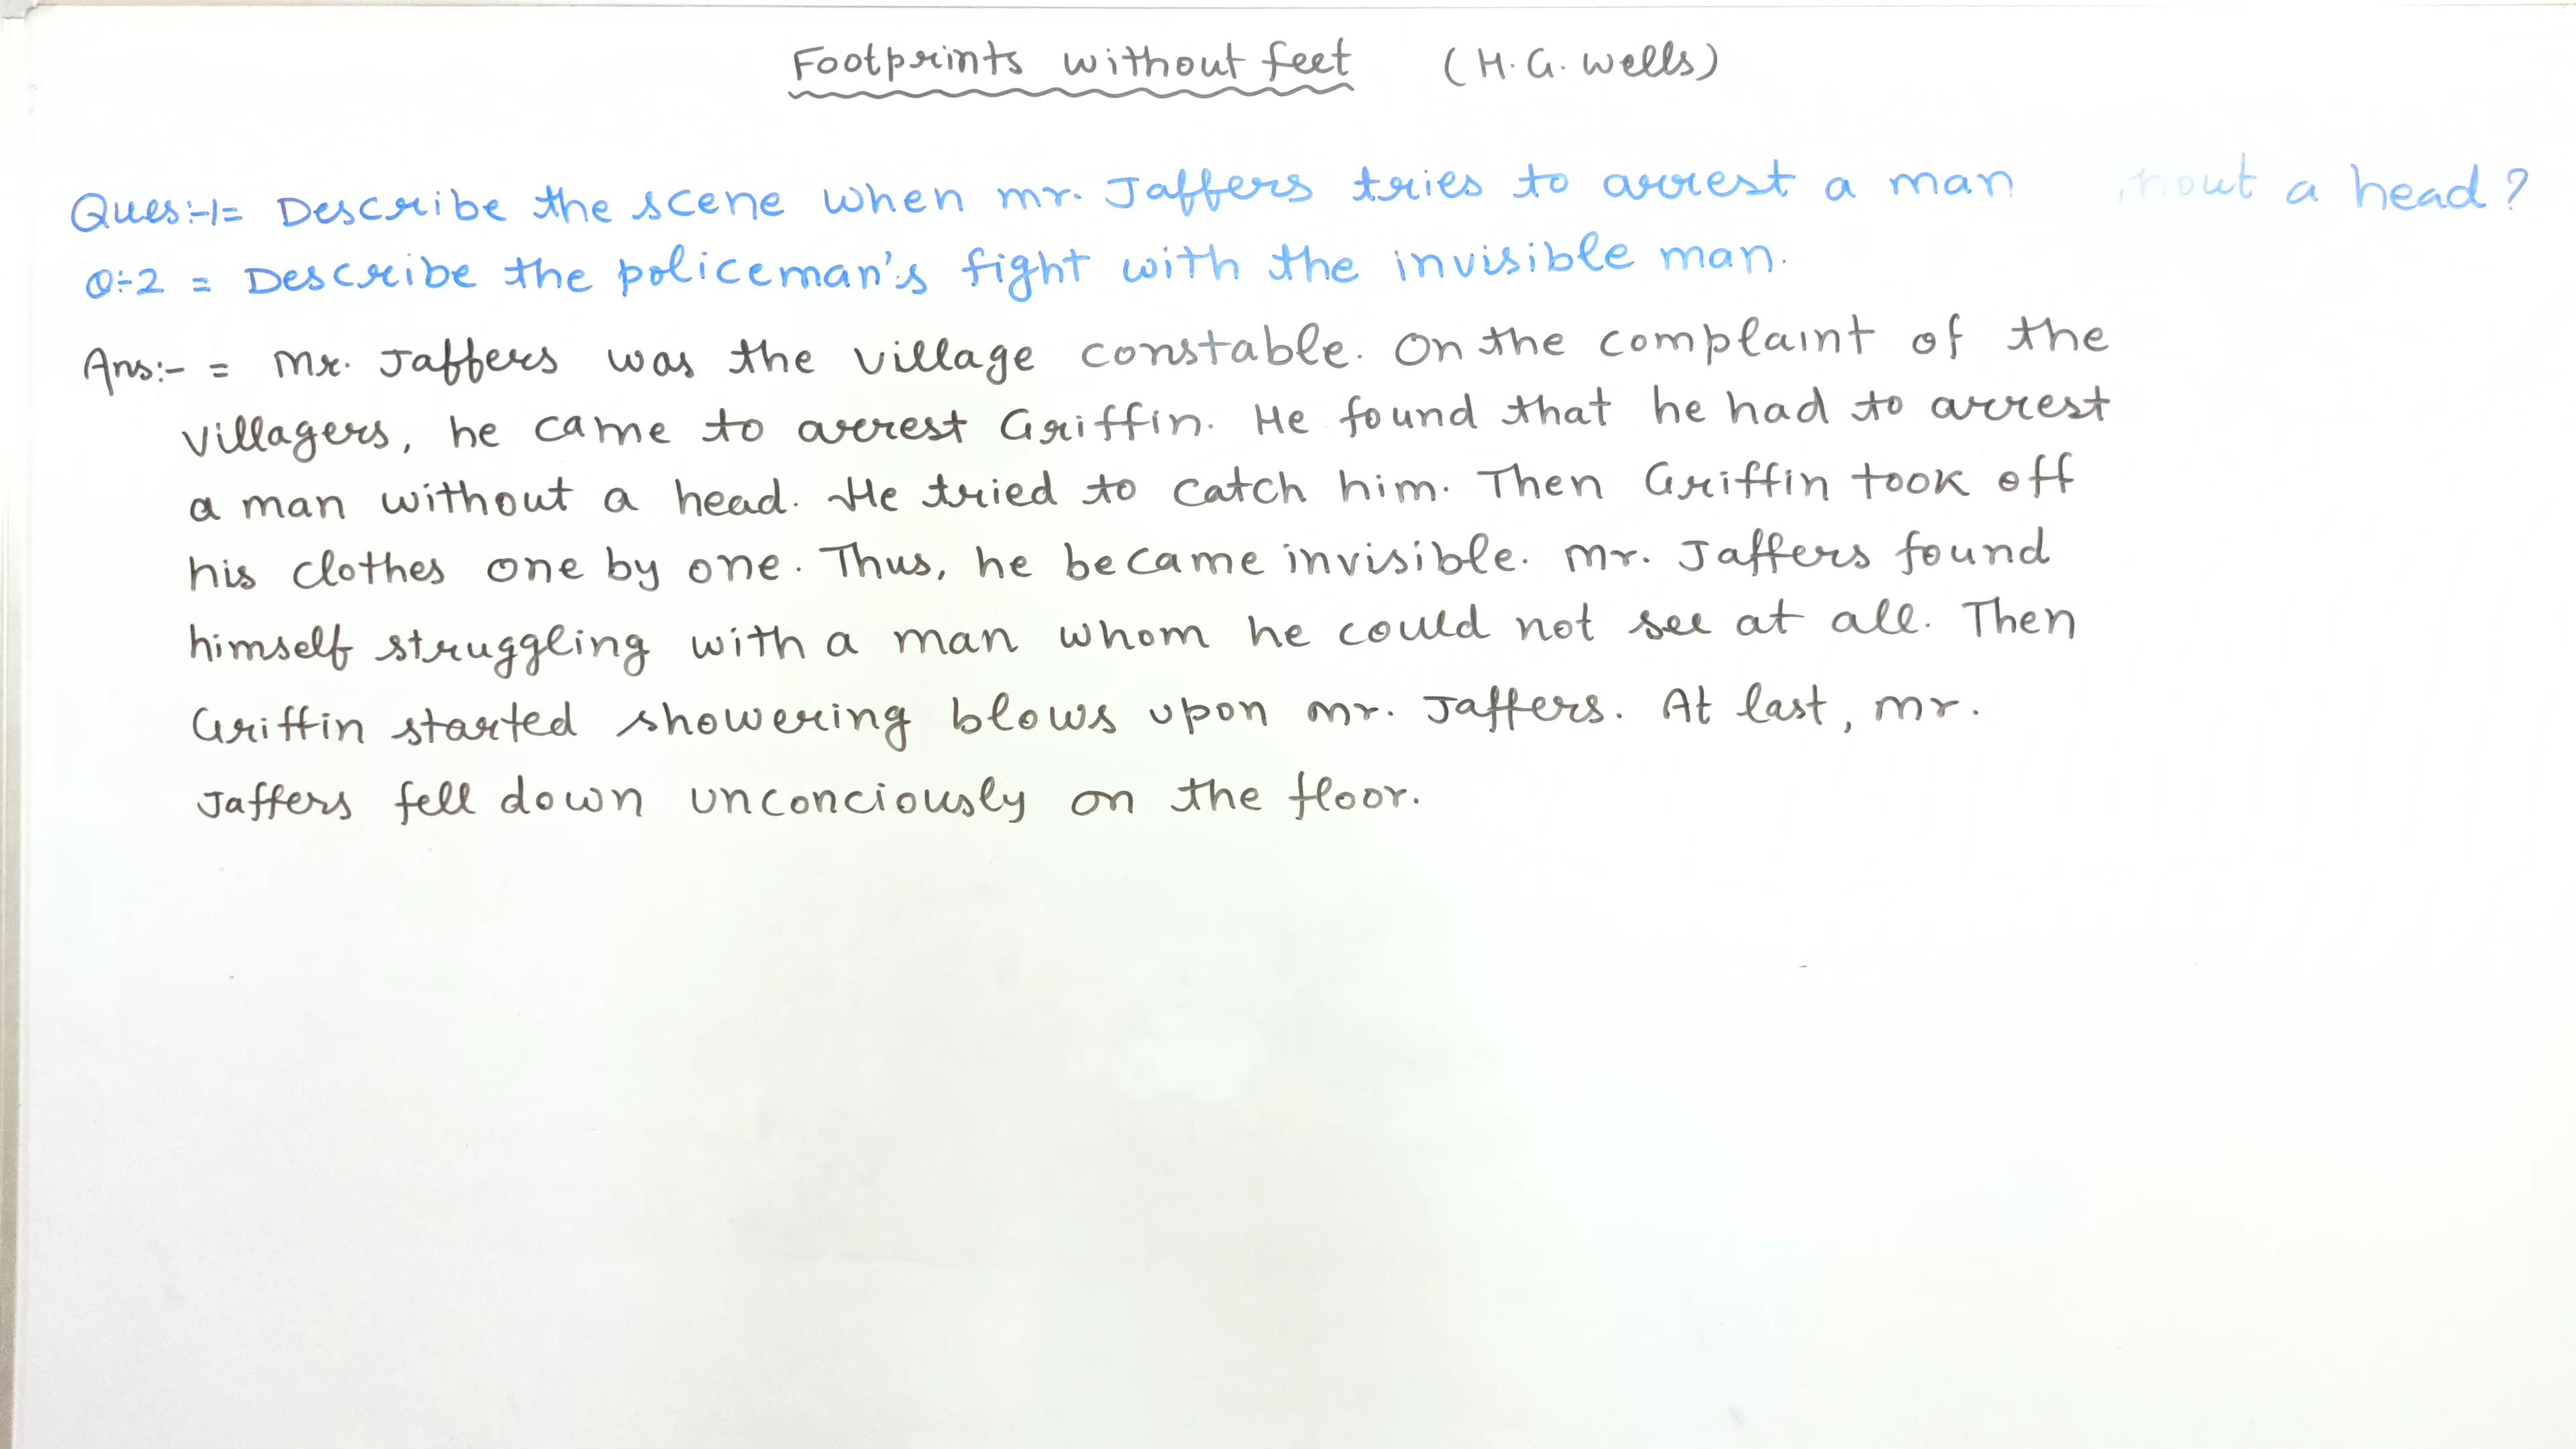 Footprints without feet (H.G. Wells)
Ques:-1= Describe the scene when mr. Jaffers tries to arrest a man a head?
Q:-2 = Describe the policeman's fight with the invisible man.
Ans:- = Mr. Jaffers was the village constable. On the complaint of the
villagers, he came to arrest Griffin. He found that he had to arrest
a man without a head. He tried to catch him. Then Griffin took off
his clothes one by one. Thus, he became invisible. Mr. Jaffers found
himself struggling with a man whom he could not see at all. Then
Griffin started showering blows upon mr. Jaffers. At last, mr.
Jaffers fell down unconciously on the floor.